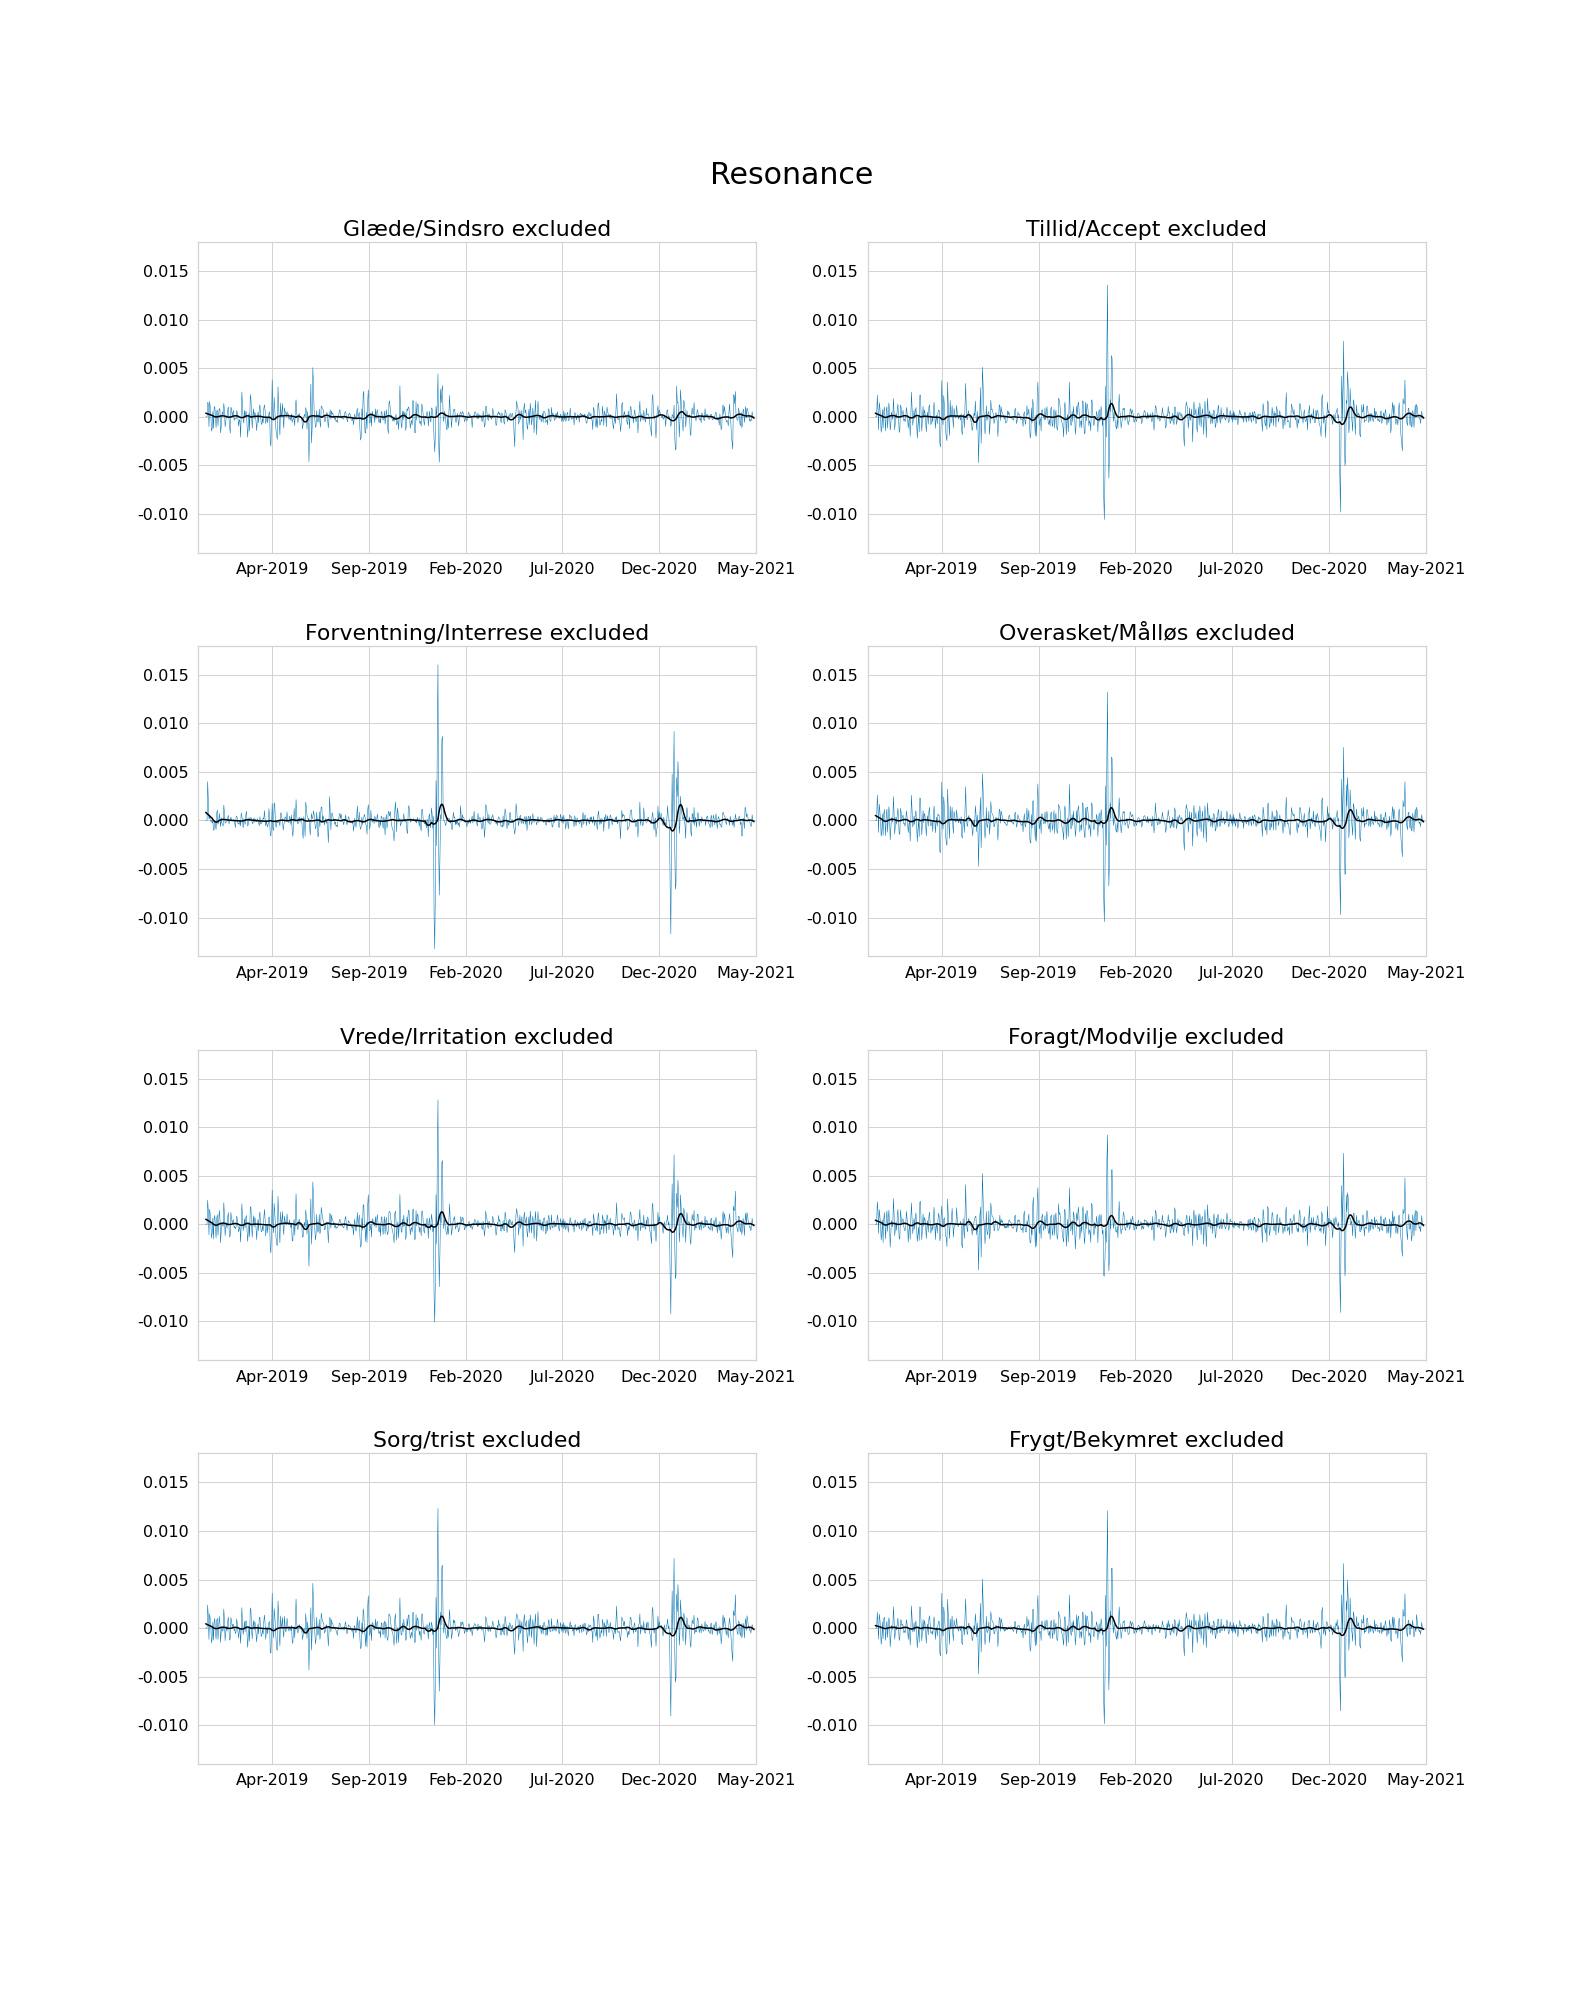 Resonance
Glæde/Sindsro excluded
0.015
0.010
0.005
0.000
-0.005
-0.010
Apr-2019 Sep-2019 Feb-2020 Jul-2020 Dec-2020 May-2021
Tillid/Accept excluded
0.015
0.010
0.005
0.000
-0.005
-0.010
Apr-2019 Sep-2019 Feb-2020 Jul-2020 Dec-2020 May-2021
Forventning/Interrese excluded
0.015
0.010
0.005
0.000
-0.005
-0.010
Apr-2019 Sep-2019 Feb-2020 Jul-2020 Dec-2020 May-2021
Overasket/Målløs excluded
0.015
0.010
0.005
0.000
-0.005
-0.010
Apr-2019 Sep-2019 Feb-2020 Jul-2020 Dec-2020 May-2021
Vrede/Irritation excluded
0.015
0.010
0.005
0.000
-0.005
-0.010
Apr-2019 Sep-2019 Feb-2020 Jul-2020 Dec-2020 May-2021
Foragt/Modvilje excluded
0.015
0.010
0.005
0.000
-0.005
-0.010
Apr-2019 Sep-2019 Feb-2020 Jul-2020 Dec-2020 May-2021
Sorg/trist excluded
0.015
0.010
0.005
0.000
-0.005
-0.010
Apr-2019 Sep-2019 Feb-2020 Jul-2020 Dec-2020 May-2021
Frygt/Bekymret excluded
0.015
0.010
0.005
0.000
-0.005
-0.010
Apr-2019 Sep-2019 Feb-2020 Jul-2020 Dec-2020 May-2021